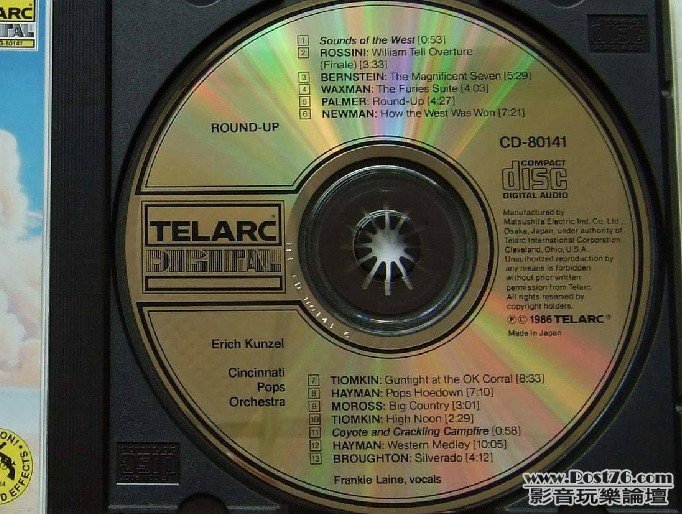 TELARC
DIGITAL
CD-80141
1 Sounds of the West [0:53]
2 ROSSINI: William Tell Overture
(Finale) [3:33]
3 BERNSTEIN: The Magnificent Seven [5:29]
4 WAXMAN: The Furies Suite [4:03]
5 PALMER: Round-Up [4:27]
6 NEWMAN: How the West Was Won [7:21]
ROUND-UP
CD-80141
COMPACT
disc
DIGITAL AUDIO
TELARC®
DIGITAL
Manufactured by
Matsushita Electric Ind. Co. Ltd.
Osaka, Japan, under authority of
Telarc International Corporation
Cleveland, Ohio, U.S.A.
Unauthorized reproduction by
any means is forbidden
without prior written
permission from Telarc.
All rights reserved by
copyright holders.
℗ © 1986 TELARC®
Made in Japan
Erich Kunzel
Cincinnati
Pops
Orchestra
7 TIOMKIN: Gunfight at the OK Corral [8:33]
8 HAYMAN: Pops Hoedown [7:10]
9 MOROSS: Big Country [3:01]
10 TIOMKIN: High Noon [2:29]
11 Coyote and Crackling Campfire [0:58]
12 HAYMAN: Western Medley [10:05]
13 BROUGHTON: Silverado [4:12]
Frankie Laine, vocals
www.Post76.com
影音玩樂論壇